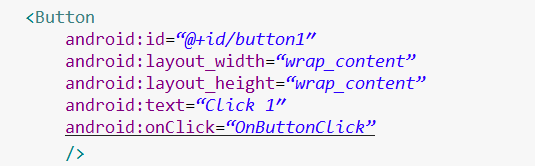 <Button
android:id=“@+id/button1”
android:layout_width=“wrap_content”
android:layout_height=“wrap_content”
android:text=“Click 1”
android:onClick=“OnButtonClick”
/>